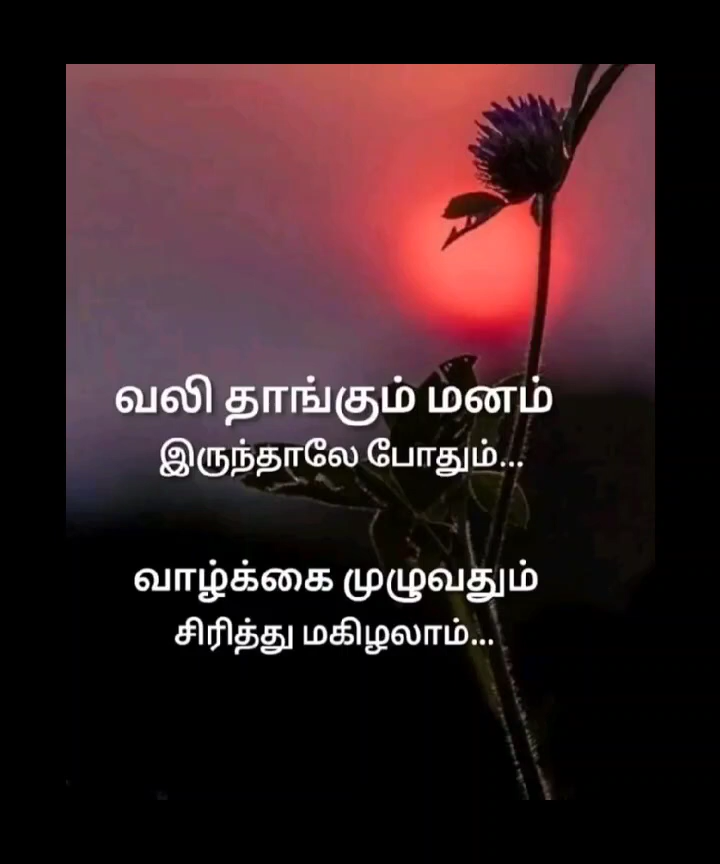 வலி தாங்கும் மனம்
இருந்தாலே போதும்...
வாழ்க்கை முழுவதும்
சிரித்து மகிழலாம்...